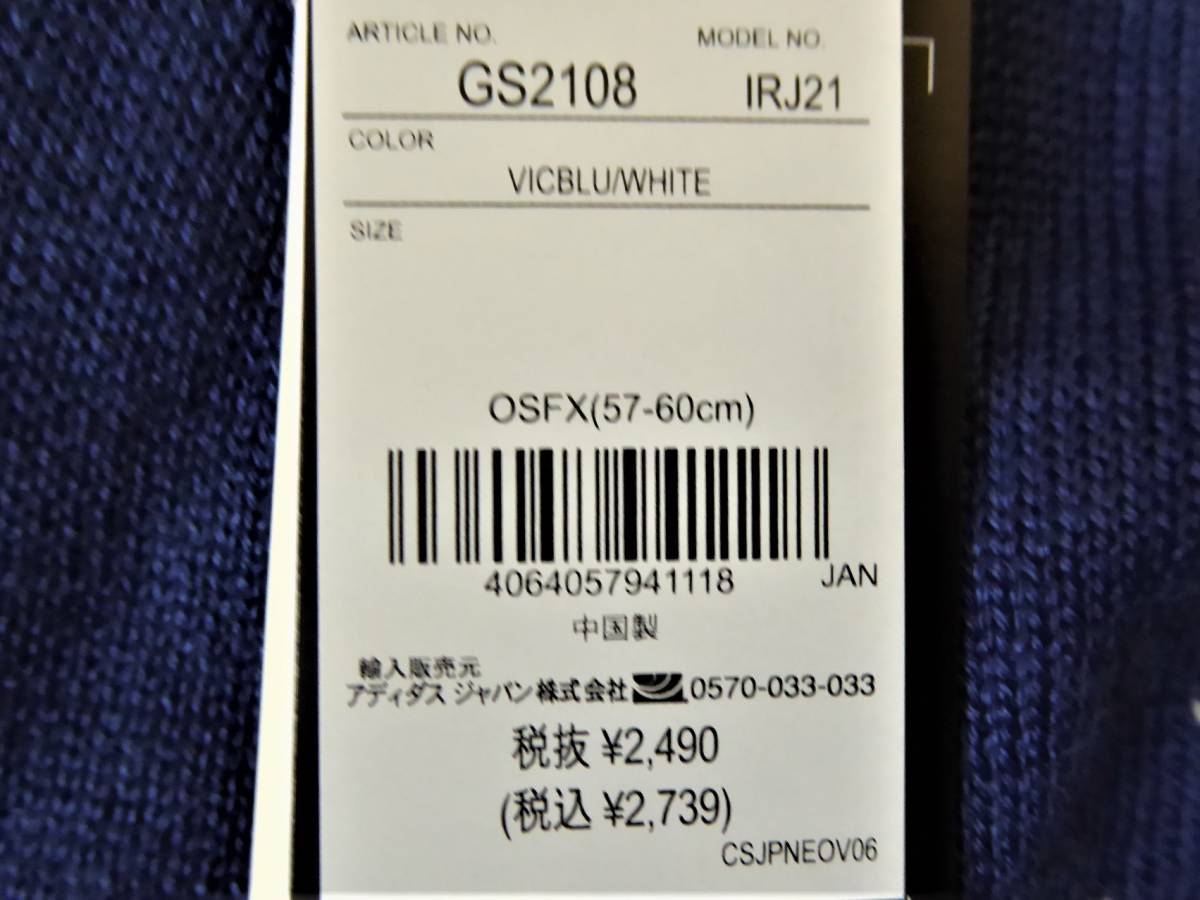 ARTICLE NO. MODEL NO.
GS2108 IRJ21
COLOR
VICBLU/WHITE
SIZE
OSFX(57-60cm)
4064057941118 JAN
中国製
輸入販売元
アディダス ジャパン株式会社 0570-033-033
税抜 ¥2,490
(税込 ¥2,739)
CSJPNEOV06